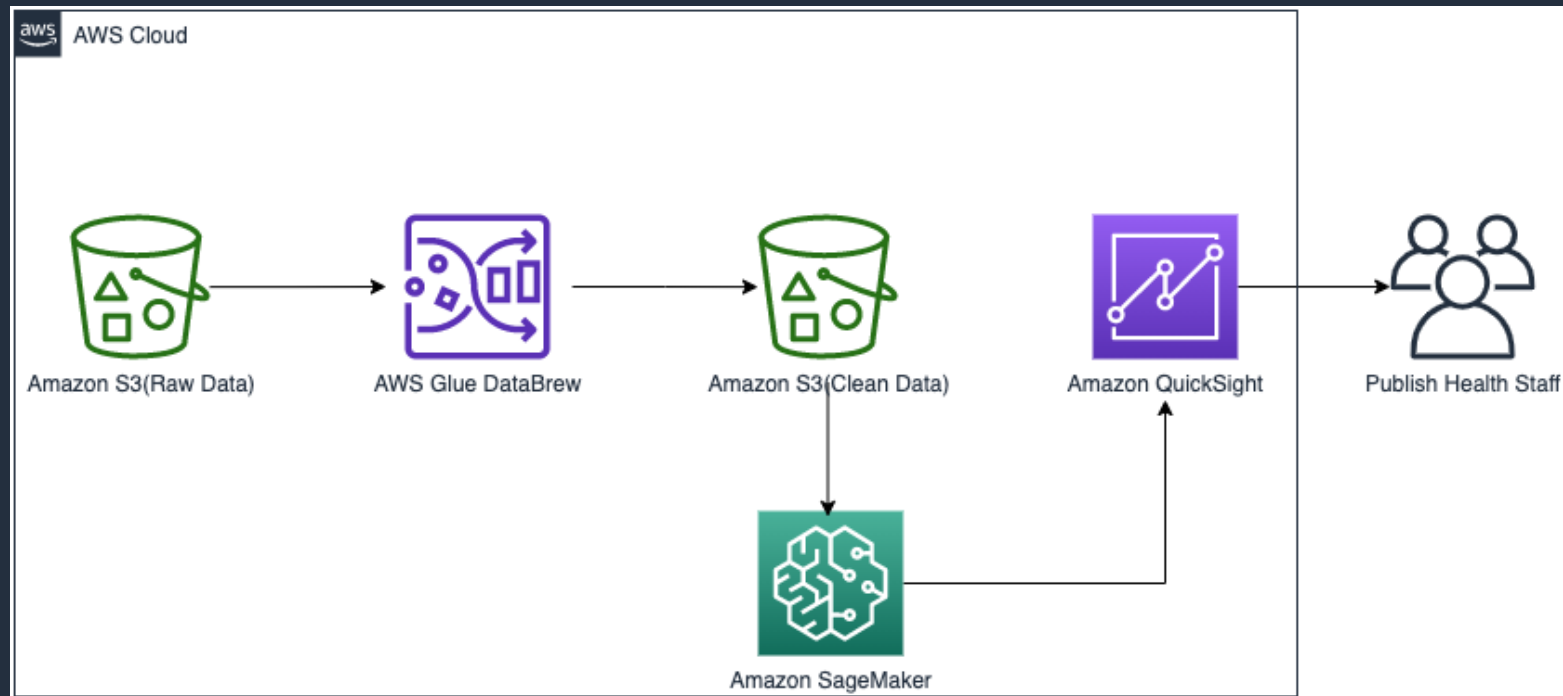 aws
AWS Cloud
Amazon S3(Raw Data)
AWS Glue DataBrew
Amazon S3(Clean Data)
Amazon QuickSight
Publish Health Staff
Amazon SageMaker